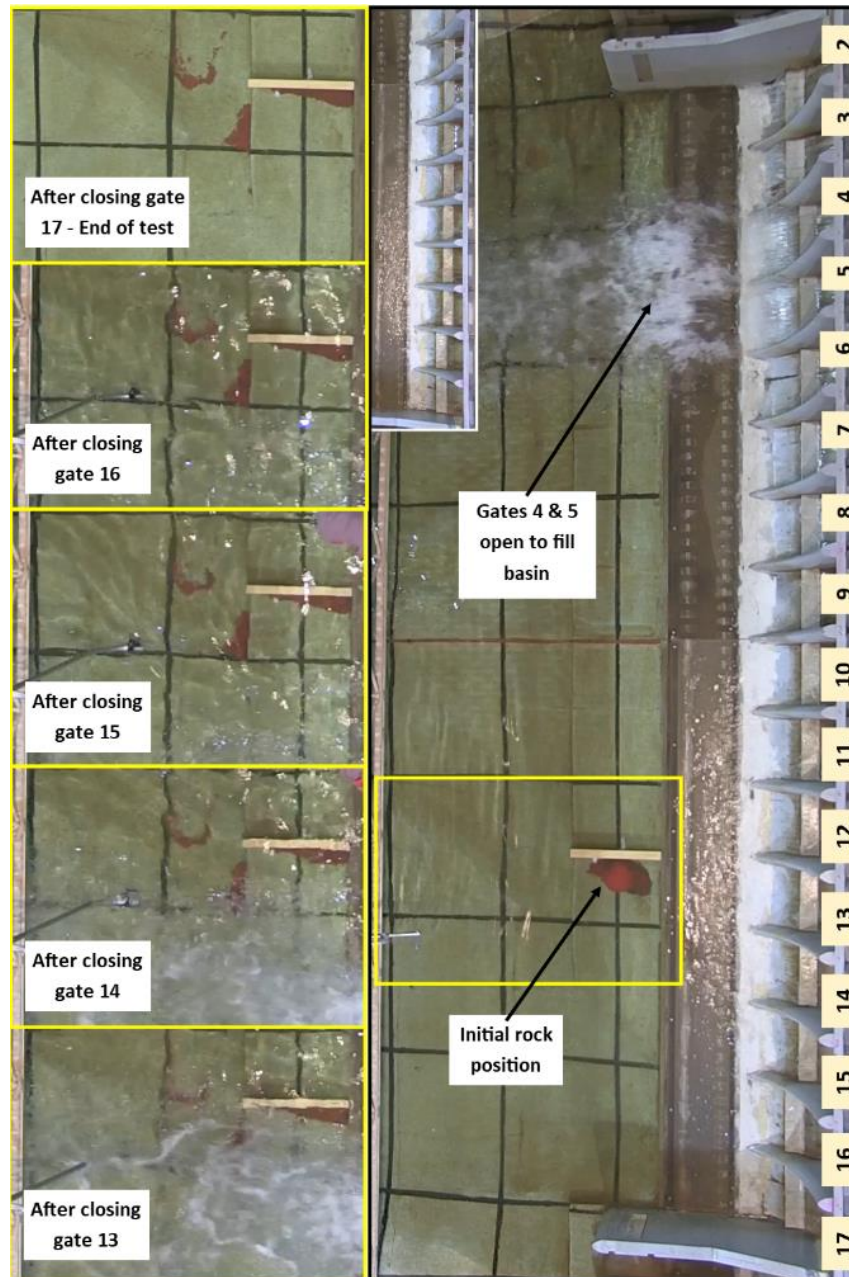 After closing gate
17 - End of test
After closing
gate 16
After closing
gate 15
After closing
gate 14
After closing
gate 13
Gates 4 & 5
open to fill
basin
Initial rock
position
2
3
4
5
6
7
8
9
10
11
12
13
14
15
16
17